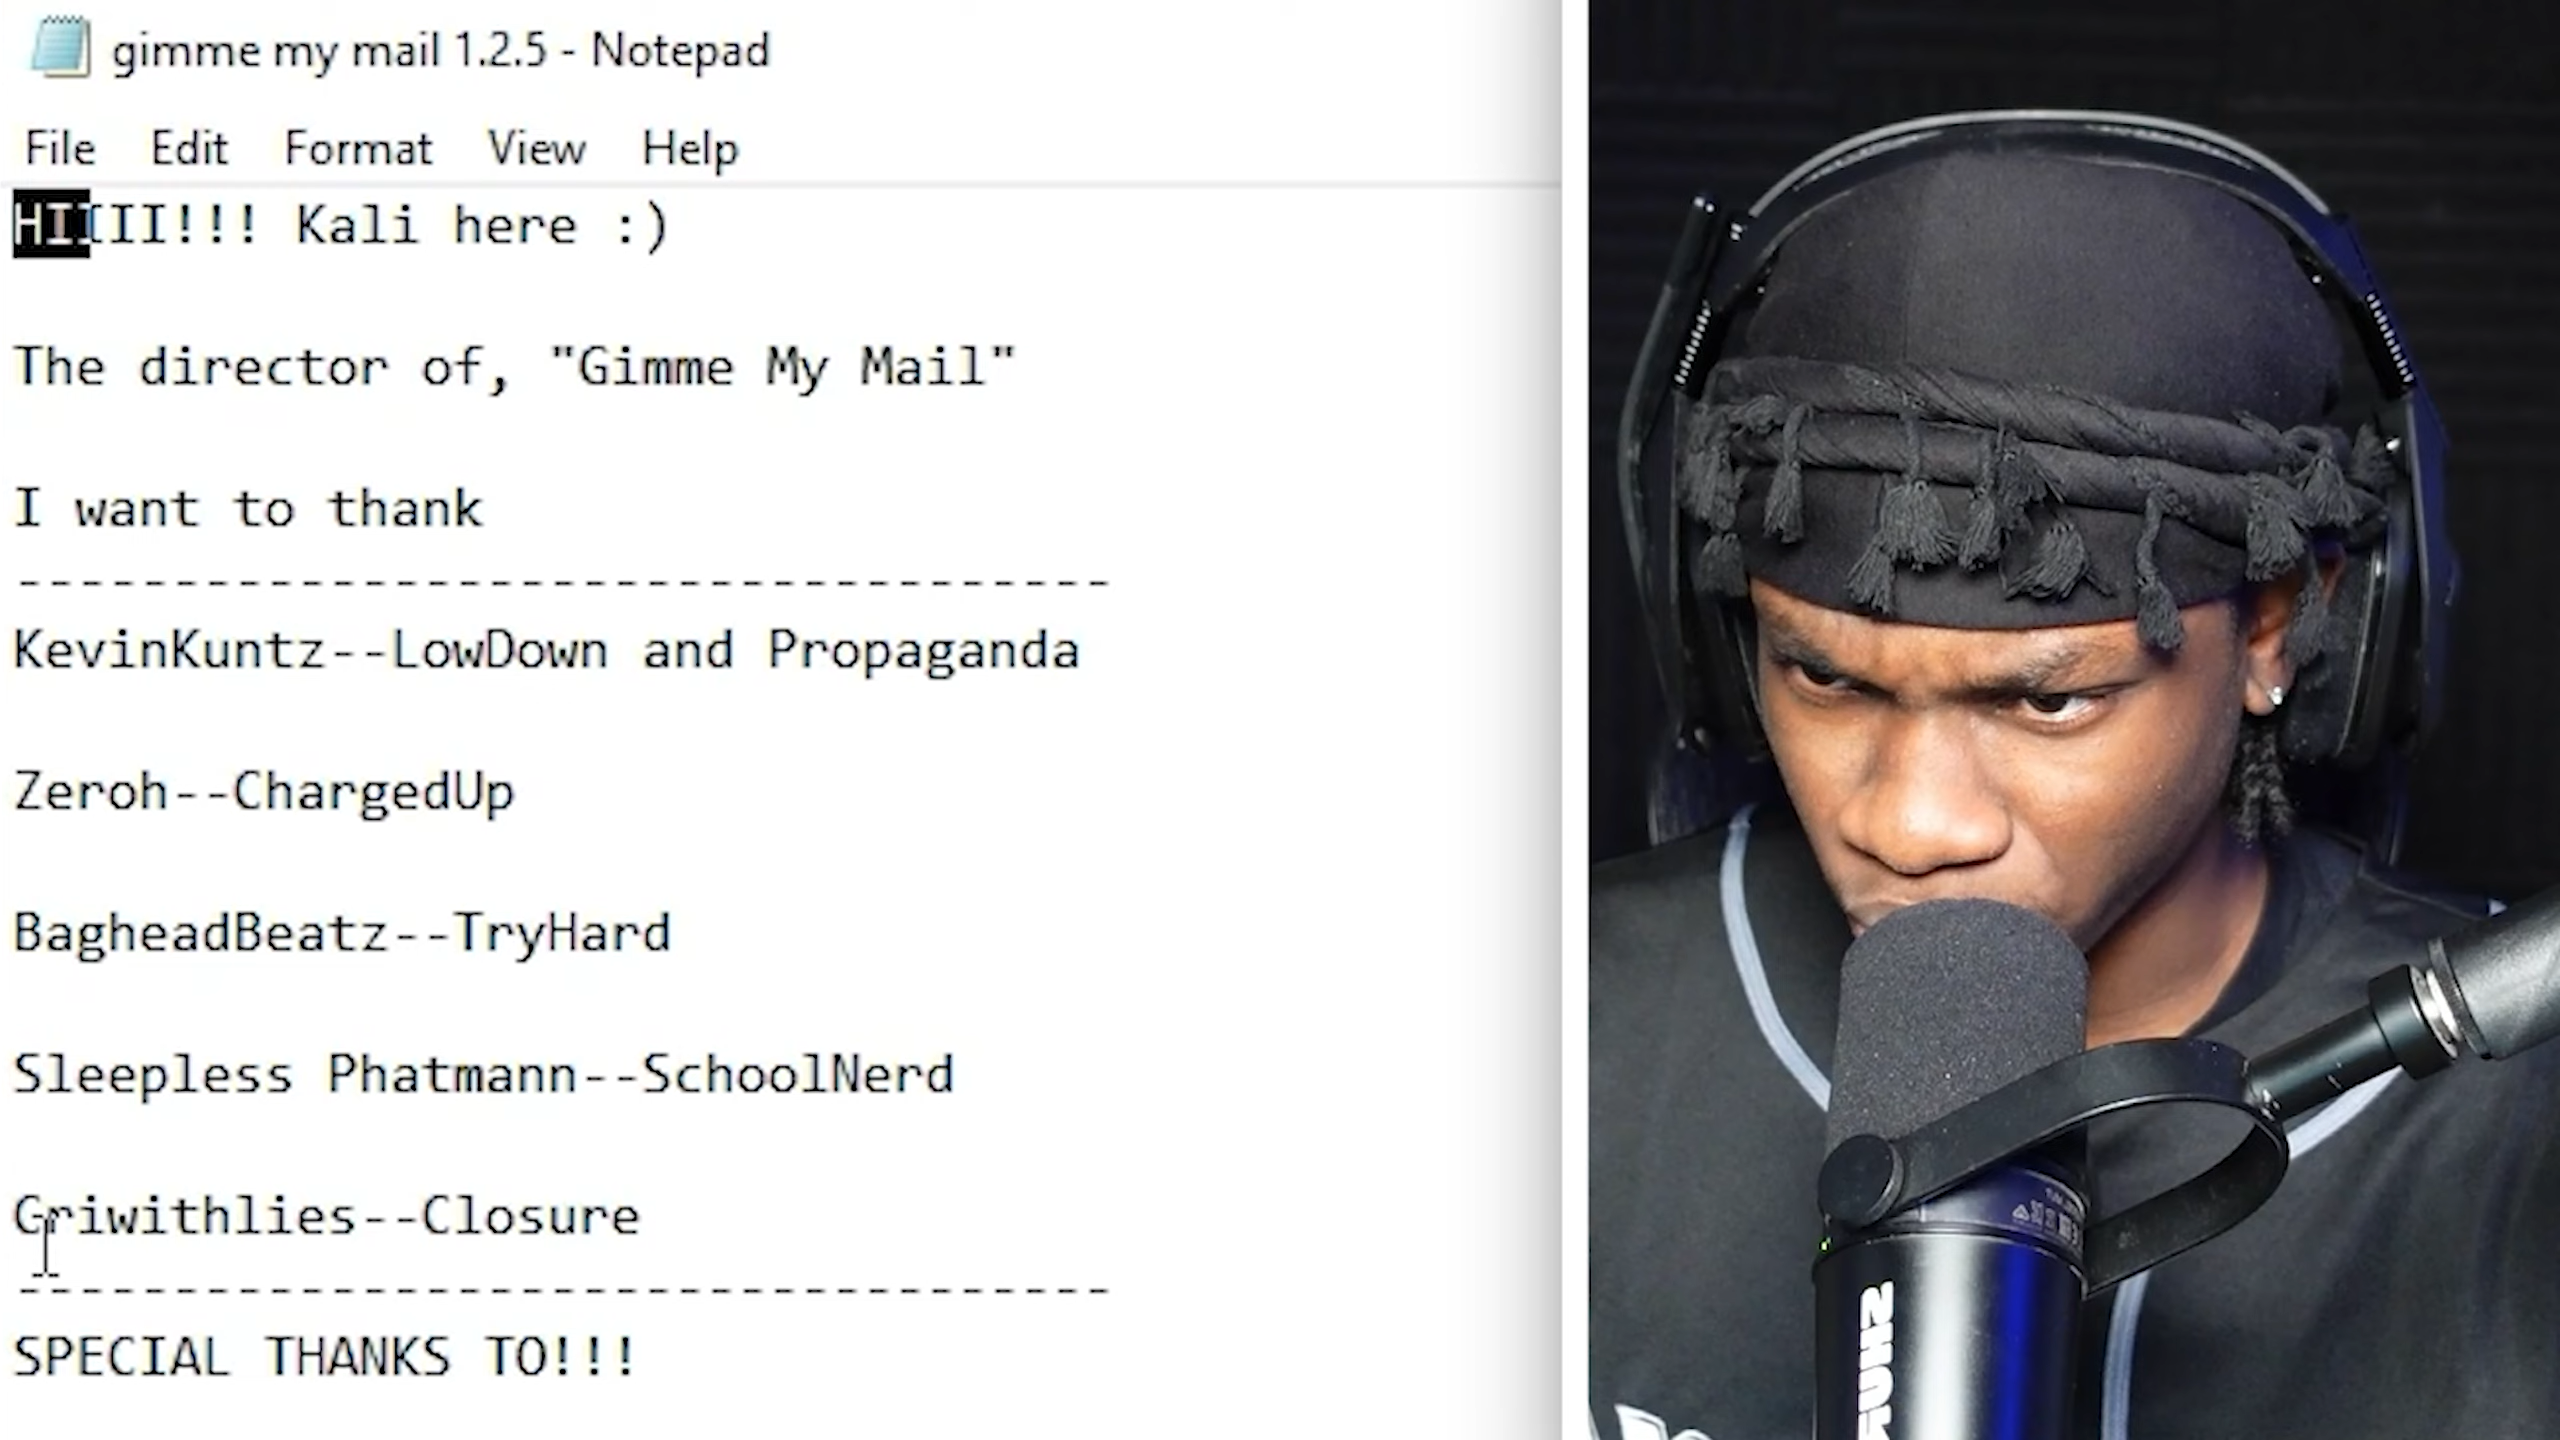 gimme my mail 1.2.5 - Notepad
File Edit Format View Help
HIIII!!! Kali here :)
The director of, "Gimme My Mail"
I want to thank
-----------------------------------
KevinKuntz--LowDown and Propaganda
Zeroh--ChargedUp
BagheadBeatz--TryHard
Sleepless Phatmann--SchoolNerd
Griwithlies--Closure
-----------------------------------
SPECIAL THANKS TO!!!
SHURE